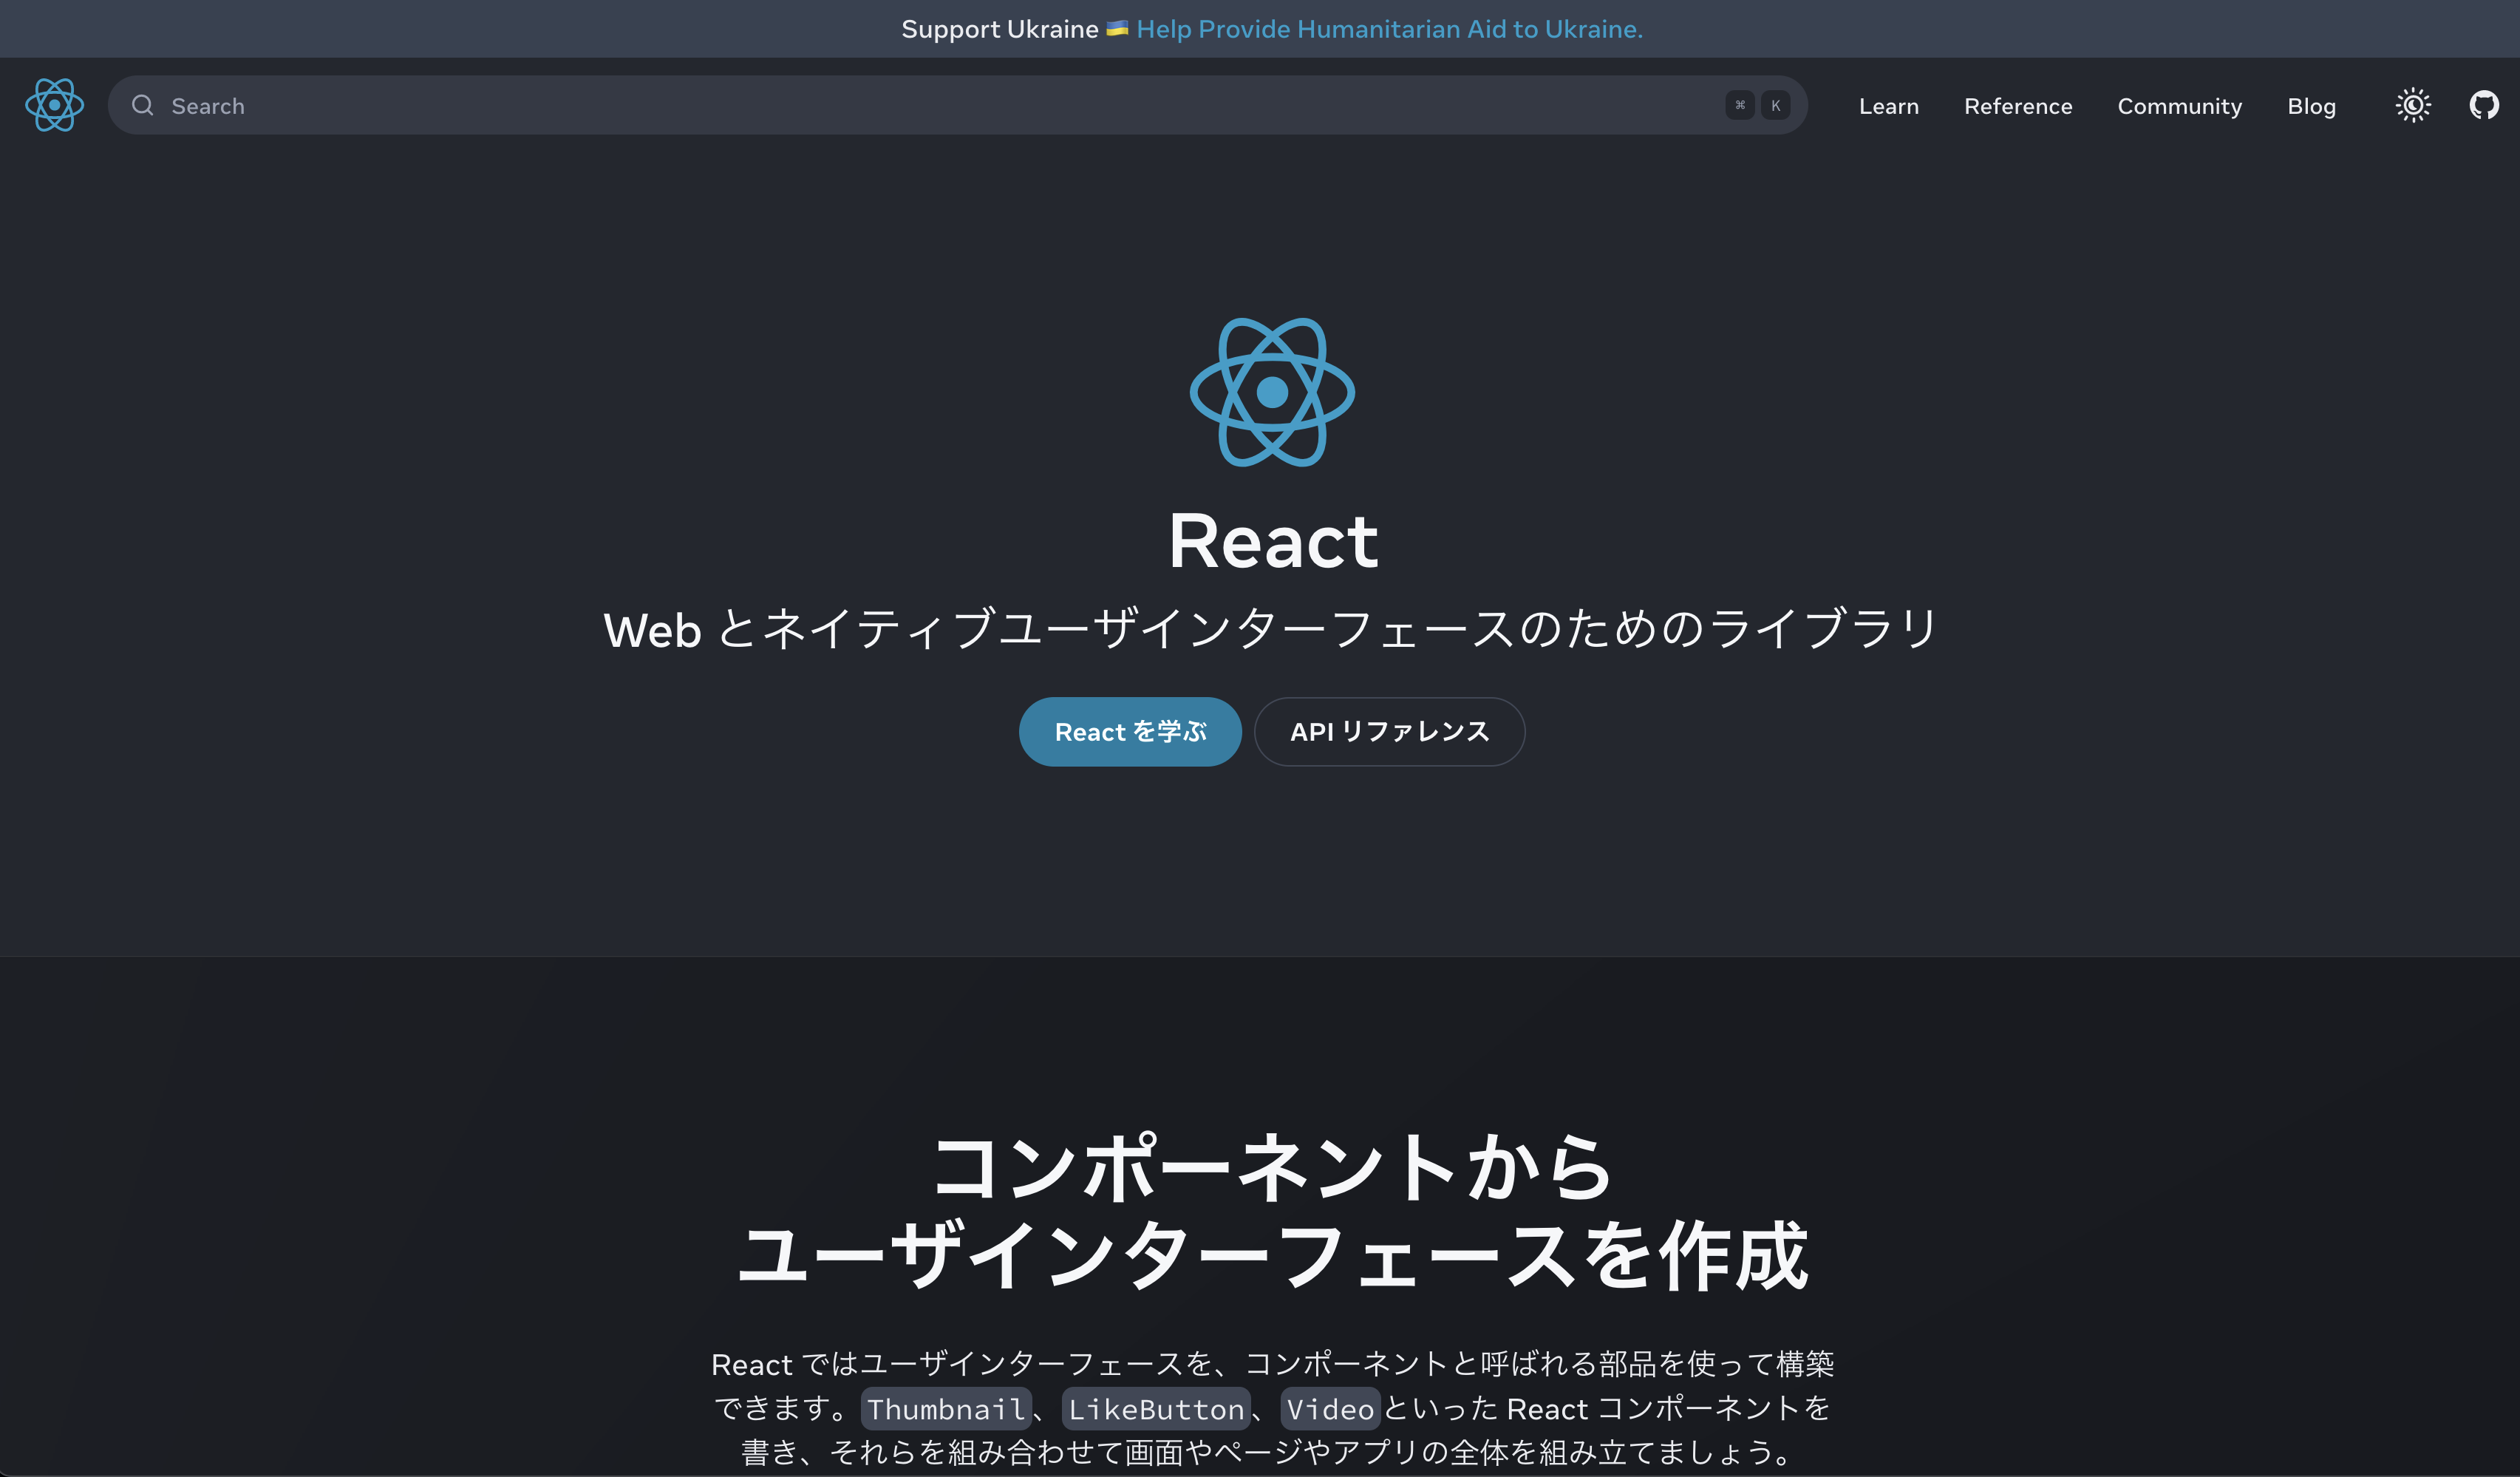 Support Ukraine 🇺🇦 Help Provide Humanitarian Aid to Ukraine.
Search ⌘ K Learn Reference Community Blog
React
Web とネイティブユーザインターフェースのためのライブラリ
React を学ぶ API リファレンス
コンポーネントから
ユーザインターフェースを作成
React ではユーザインターフェースを、コンポーネントと呼ばれる部品を使って構築
できます。Thumbnail、LikeButton、Videoといった React コンポーネントを
書き、それらを組み合わせて画面やページやアプリの全体を組み立てましょう。